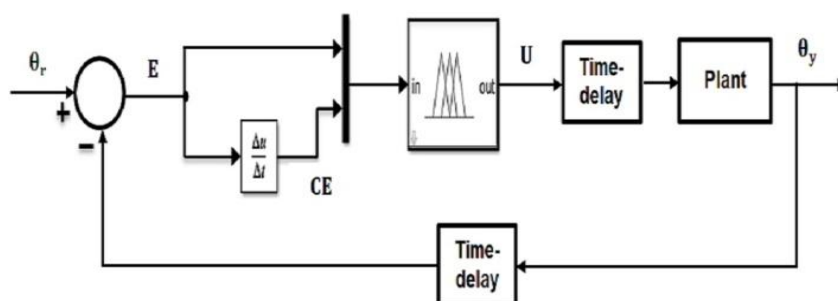 θr
+
−
E
Δu
Δt
CE
in
out
U
Time-
delay
Plant
θy
Time-
delay